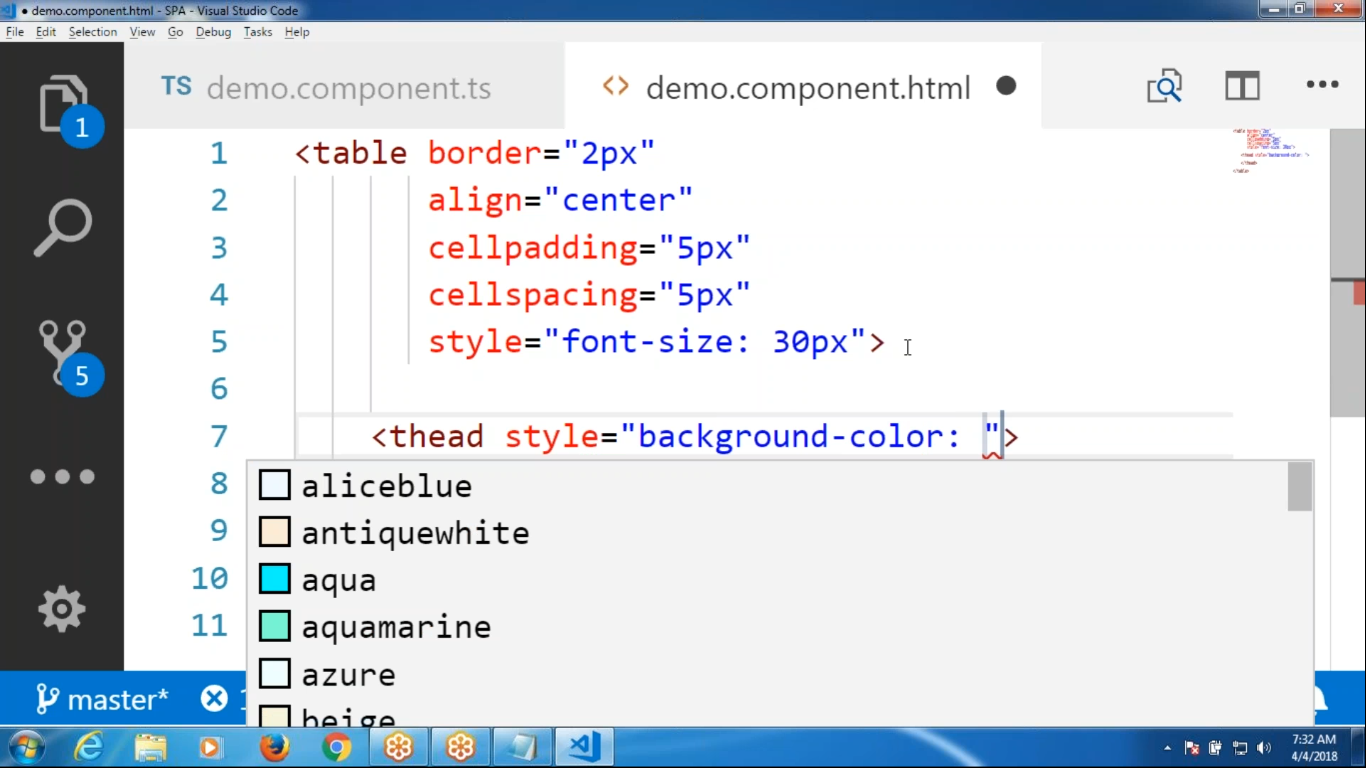 ● demo.component.html - SPA - Visual Studio Code
File Edit Selection View Go Debug Tasks Help
TS demo.component.ts <> demo.component.html ● •••
1
1 <table border="2px"
2 align="center"
3 cellpadding="5px"
4 cellspacing="5px"
5 style="font-size: 30px">
6
7 <thead style="background-color: ">
5
8 aliceblue
9 antiquewhite
10 aqua
11 aquamarine
azure
beige
master*
7:32 AM
4/4/2018